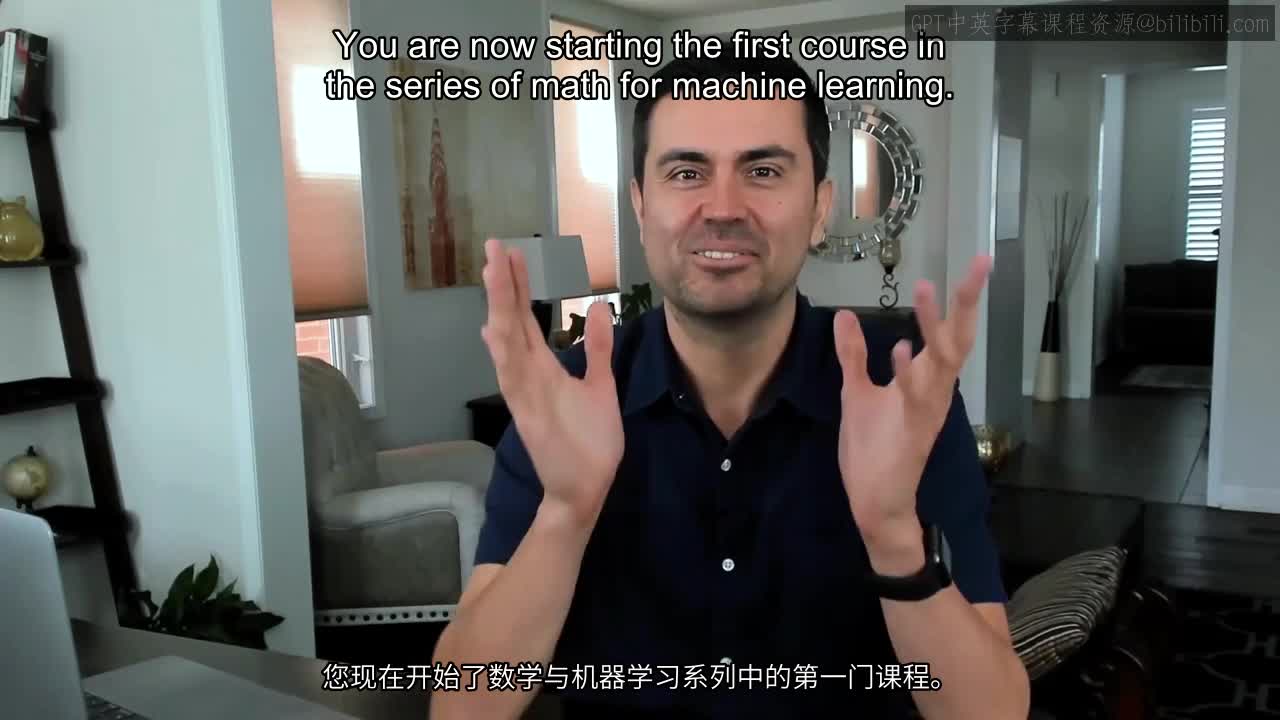 GPT中英字幕课程资源@bilibili.com
You are now starting the first course in
the series of math for machine learning.
您现在开始了数学与机器学习系列中的第一门课程。